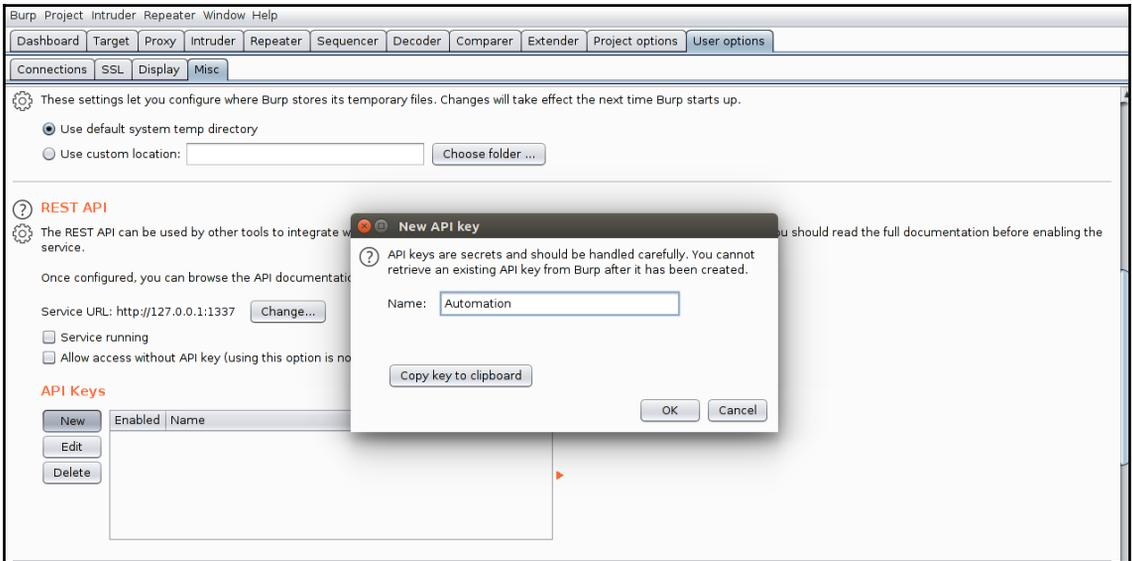 Burp Project Intruder Repeater Window Help
Dashboard Target Proxy Intruder Repeater Sequencer Decoder Comparer Extender Project options User options
Connections SSL Display Misc
These settings let you configure where Burp stores its temporary files. Changes will take effect the next time Burp starts up.
Use default system temp directory
Use custom location: Choose folder ...
REST API
The REST API can be used by other tools to integrate w
u should read the full documentation before enabling the
service.
Once configured, you can browse the API documentatio
Service URL: http://127.0.0.1:1337 Change...
Service running
Allow access without API key (using this option is no
API Keys
New
Edit
Delete
Enabled Name
New API key
API keys are secrets and should be handled carefully. You cannot
retrieve an existing API key from Burp after it has been created.
Name: Automation
Copy key to clipboard
OK Cancel